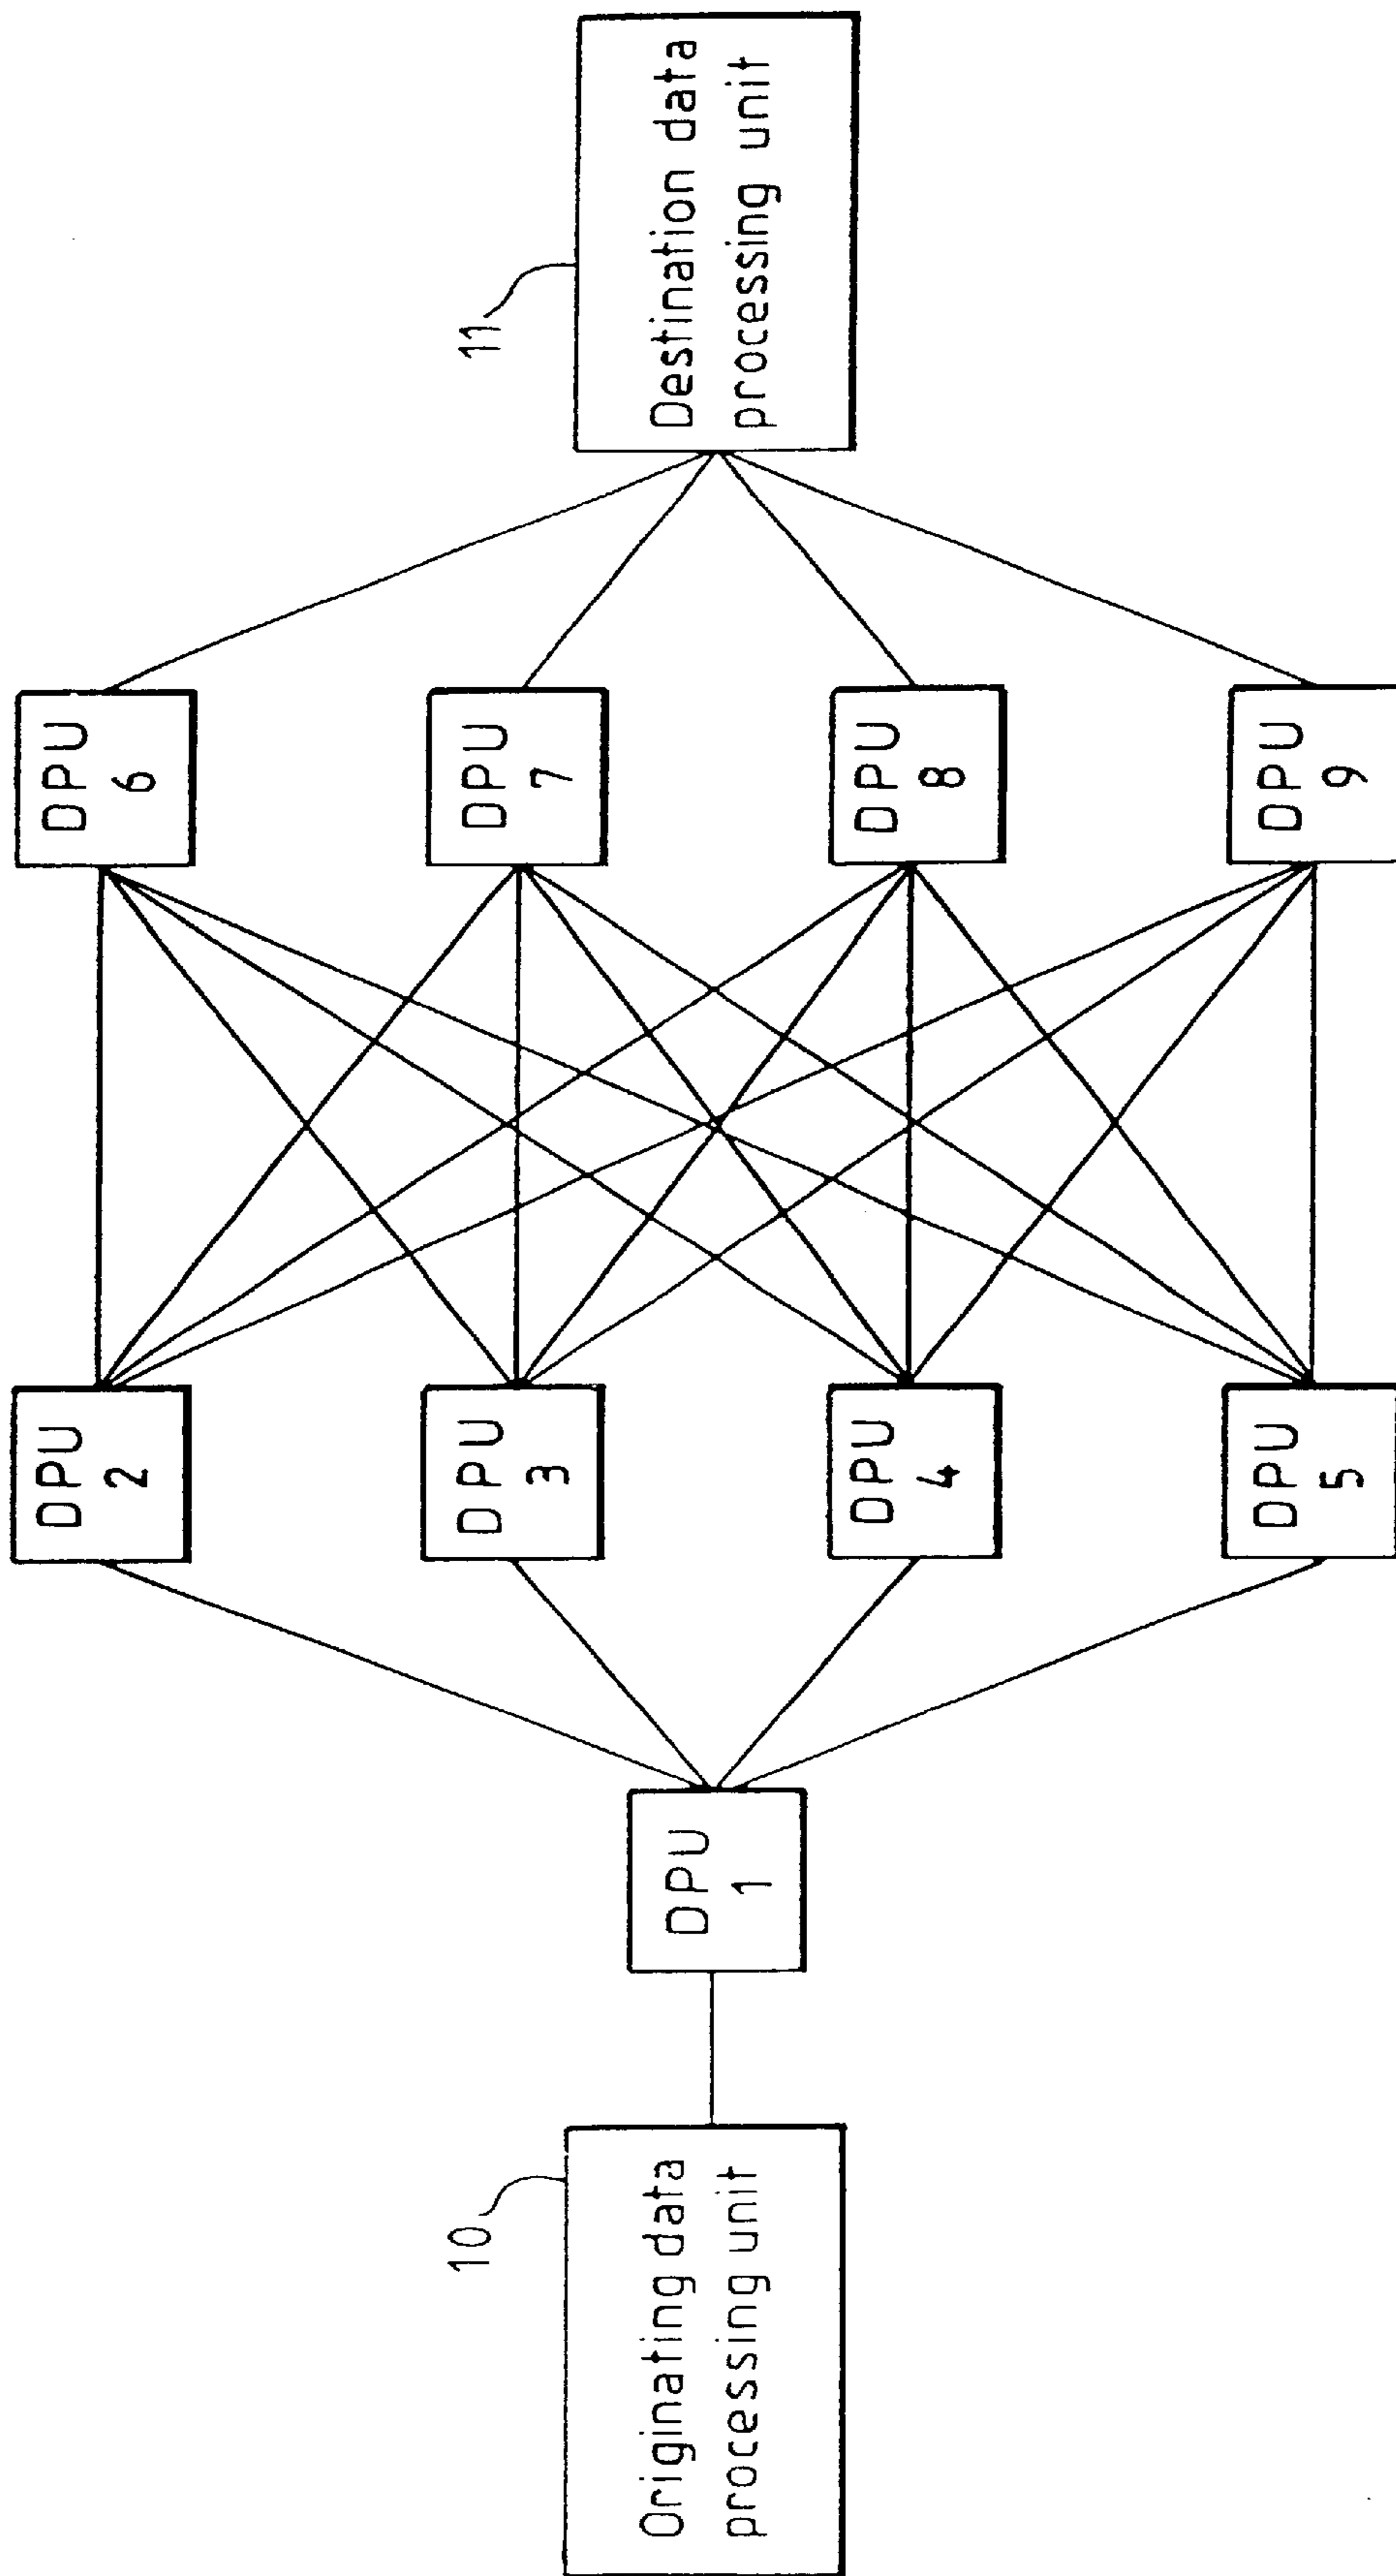 10
Originating data
processing unit
DPU
1
DPU
2
DPU
3
DPU
4
DPU
5
DPU
6
DPU
7
DPU
8
DPU
9
11
Destination data
processing unit